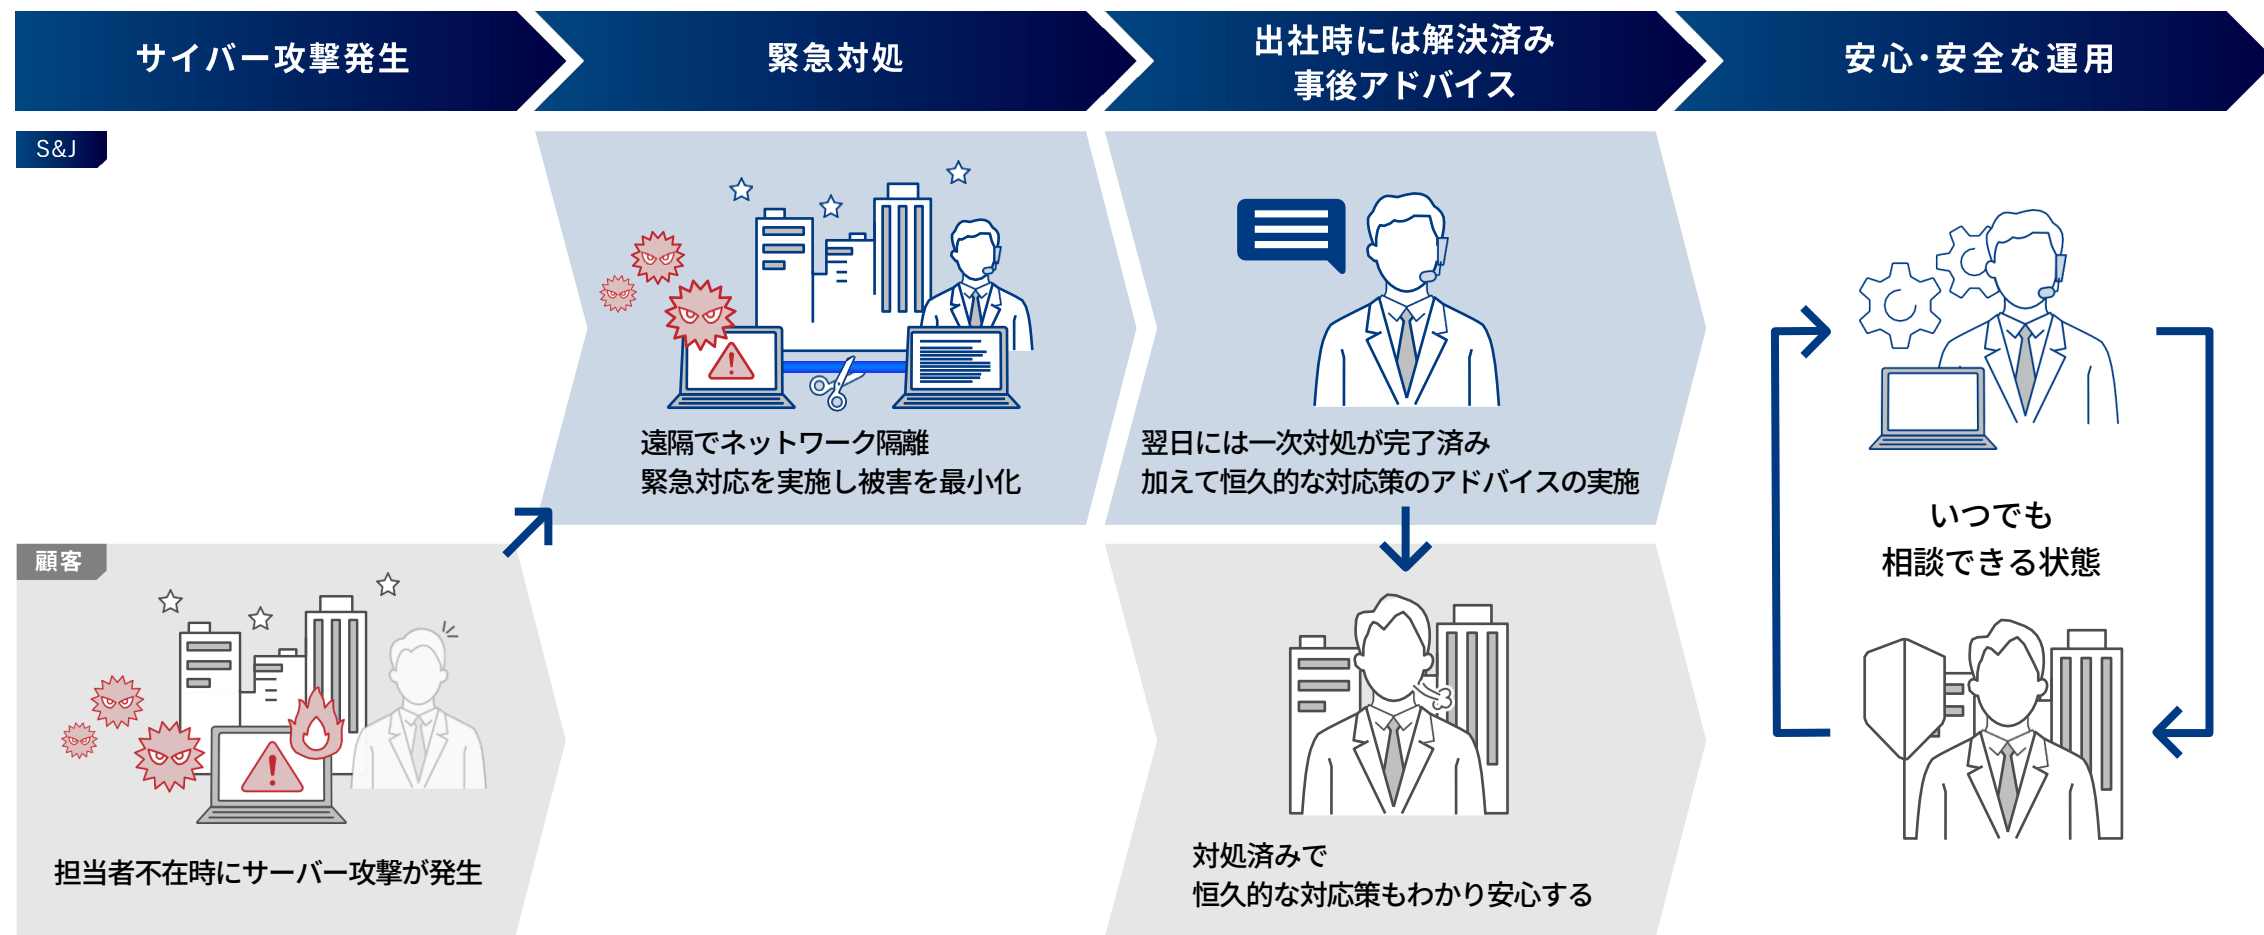 サイバー攻撃発生
緊急対処
出社時には解決済み
事後アドバイス
安心・安全な運用
S&J
遠隔でネットワーク隔離
緊急対応を実施し被害を最小化
翌日には一次対処が完了済み
加えて恒久的な対応策のアドバイスの実施
いつでも
相談できる状態
顧客
担当者不在時にサーバー攻撃が発生
対処済みで
恒久的な対応策もわかり安心する